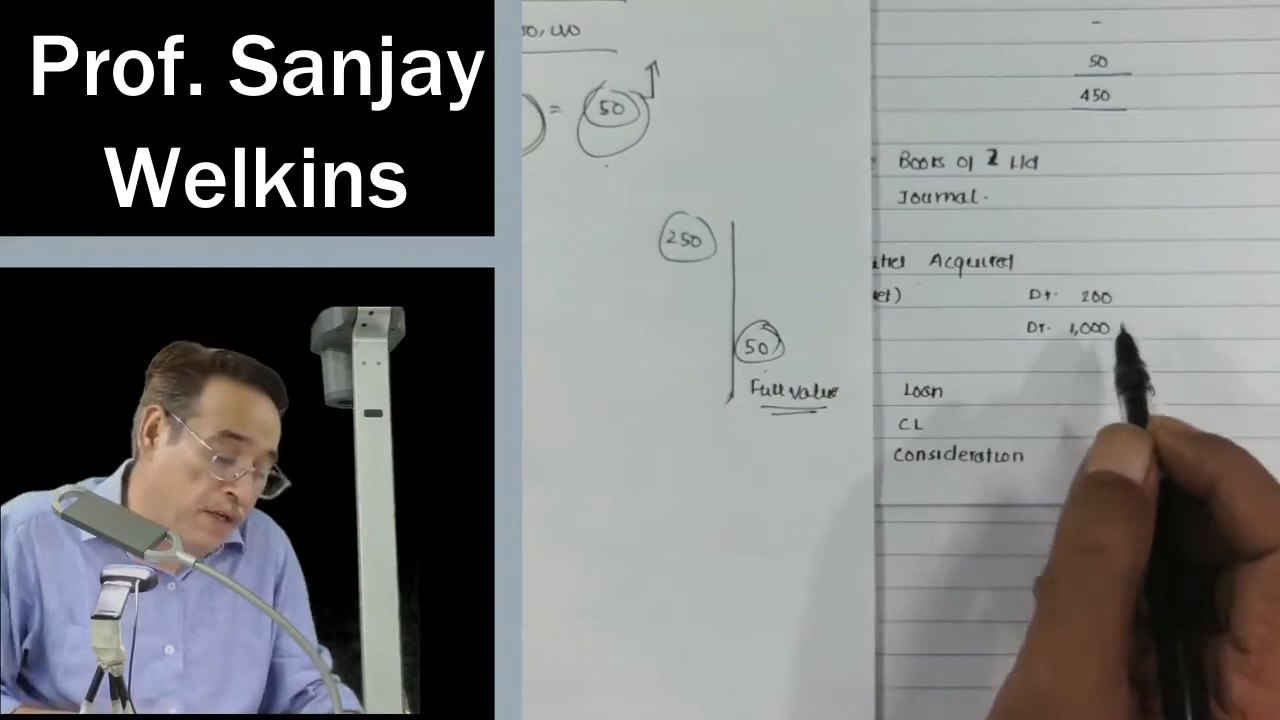 Prof. Sanjay
Welkins
= 50
250
50
Full value
-
50
450
Books of Z Ltd
Journal.
Acquired
Dr. 200
Dr. 1,000
Loan
CL
Consideration